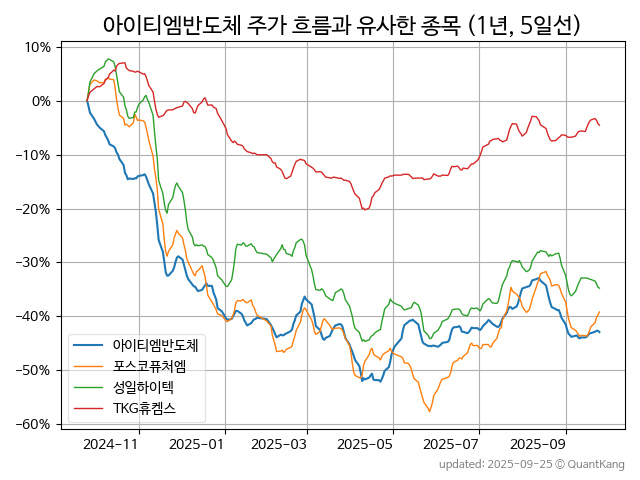 아이티엠반도체 주가 흐름과 유사한 종목 (1년, 5일선)
10%
0%
−10%
−20%
−30%
−40%
−50%
−60%
아이티엠반도체
포스코퓨처엠
성일하이텍
TKG휴켐스
2024-11
2025-01
2025-03
2025-05
2025-07
2025-09
updated: 2025-09-25 © QuantKang